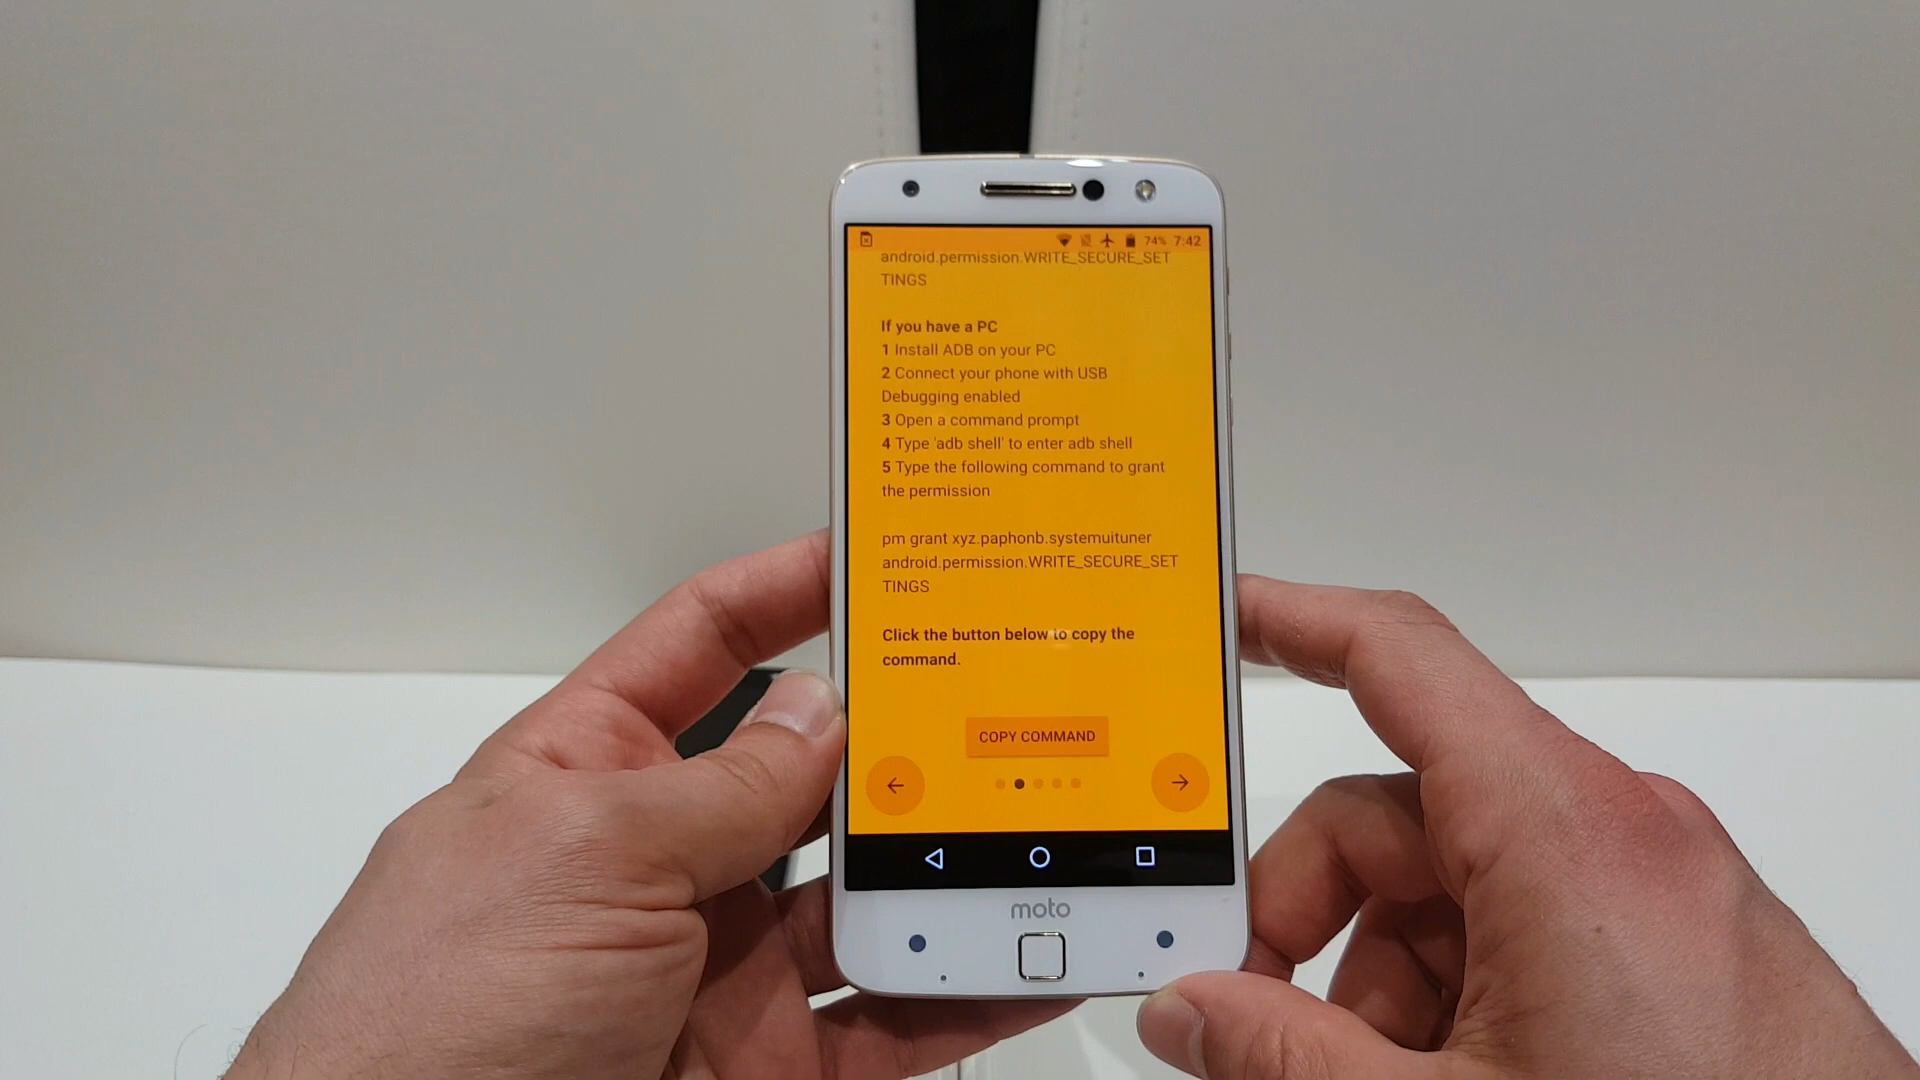 74% 7:42
android.permission.WRITE_SECURE_SET
TINGS
If you have a PC
1 Install ADB on your PC
2 Connect your phone with USB
Debugging enabled
3 Open a command prompt
4 Type 'adb shell' to enter adb shell
5 Type the following command to grant
the permission
pm grant xyz.paphonb.systemuituner
android.permission.WRITE_SECURE_SET
TINGS
Click the button below to copy the
command.
COPY COMMAND
moto